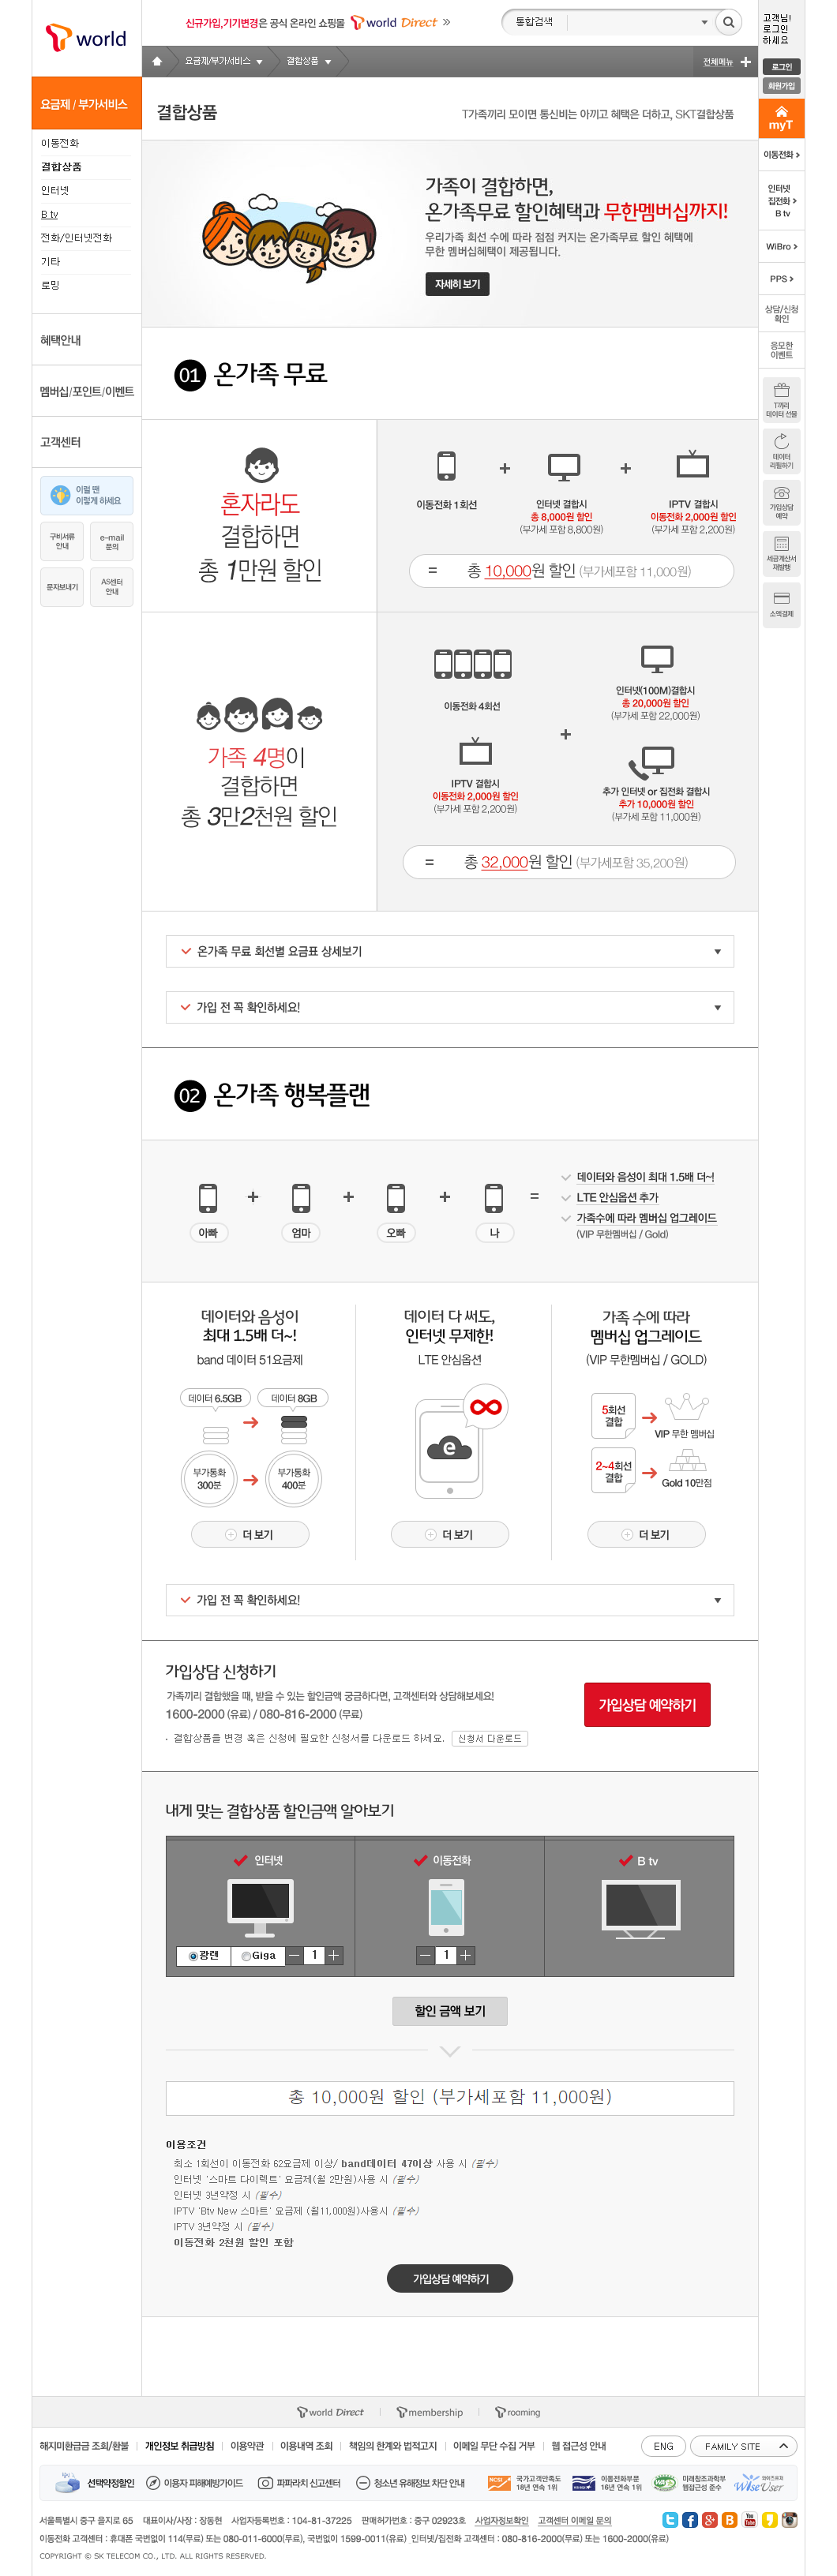 신규가입,기기변경은 공식 온라인 쇼핑몰 T world Direct »
통합검색
T world
요금제/부가서비스
결합상품
전체메뉴
요금제 / 부가서비스
이동전화
결합상품
인터넷
B tv
전화/인터넷전화
기타
로밍
혜택안내
멤버십/포인트/이벤트
고객센터
이럴 땐
이렇게 하세요
구비서류
안내
e-mail
문의
문자보내기
AS센터
안내
고객님!
로그인
하세요
로그인
회원가입
myT
이동전화
인터넷
집전화
B tv
WiBro
PPS
상담/신청
확인
응모한
이벤트
T끼리
데이터 선물
데이터
리필하기
가입상담
예약
세금계산서
재발행
소액결제
결합상품
T가족끼리 모이면 통신비는 아끼고 혜택은 더하고, SKT결합상품
가족이 결합하면,
온가족무료 할인혜택과 무한멤버십까지!
우리가족 회선 수에 따라 점점 커지는 온가족무료 할인 혜택에
무한 멤버십혜택이 제공됩니다.
자세히 보기
01 온가족 무료
혼자라도
결합하면
총 1만원 할인
이동전화 1회선
+
인터넷 결합시
총 8,000원 할인
(부가세 포함 8,800원)
+
IPTV 결합시
이동전화 2,000원 할인
(부가세 포함 2,200원)
= 총 10,000원 할인 (부가세포함 11,000원)
가족 4명이
결합하면
총 3만2천원 할인
이동전화 4회선
IPTV 결합시
이동전화 2,000원 할인
(부가세 포함 2,200원)
+
인터넷(100M)결합시
총 20,000원 할인
(부가세 포함 22,000원)
추가 인터넷 or 집전화 결합시
추가 10,000원 할인
(부가세 포함 11,000원)
= 총 32,000원 할인 (부가세포함 35,200원)
온가족 무료 회선별 요금표 상세보기
가입 전 꼭 확인하세요!
02 온가족 행복플랜
아빠 + 엄마 + 오빠 + 나 =
데이터와 음성이 최대 1.5배 더~!
LTE 안심옵션 추가
가족수에 따라 멤버십 업그레이드
(VIP 무한멤버십 / Gold)
데이터와 음성이
최대 1.5배 더~!
band 데이터 51요금제
데이터 6.5GB
데이터 8GB
부가통화
300분
부가통화
400분
더 보기
데이터 다 써도,
인터넷 무제한!
LTE 안심옵션
e
더 보기
가족 수에 따라
멤버십 업그레이드
(VIP 무한멤버십 / GOLD)
5회선
결합
VIP 무한 멤버십
2~4회선
결합
Gold 10만점
더 보기
가입 전 꼭 확인하세요!
가입상담 신청하기
가족끼리 결합했을 때, 받을 수 있는 할인금액 궁금하다면, 고객센터와 상담해보세요!
1600-2000 (유료) / 080-816-2000 (무료)
· 결합상품을 변경 혹은 신청에 필요한 신청서를 다운로드 하세요. 신청서 다운로드
가입상담 예약하기
내게 맞는 결합상품 할인금액 알아보기
인터넷
이동전화
B tv
광랜 Giga − 1 +
− 1 +
할인 금액 보기
총 10,000원 할인 (부가세포함 11,000원)
이용조건
최소 1회선이 이동전화 62요금제 이상/ band데이터 47이상 사용 시 (필수)
인터넷 '스마트 다이렉트' 요금제(월 2만원)사용 시 (필수)
인터넷 3년약정 시 (필수)
IPTV 'Btv New 스마트' 요금제 (월11,000원)사용시 (필수)
IPTV 3년약정 시 (필수)
이동전화 2천원 할인 포함
가입상담 예약하기
T world Direct
T membership
T roaming
해지미환급금 조회/환불
개인정보 취급방침
이용약관
이용내역 조회
책임의 한계와 법적고지
이메일 무단 수집 거부
웹 접근성 안내
ENG
FAMILY SITE
선택약정할인
이용자 피해예방가이드
파파라치 신고센터
청소년 유해정보 차단 안내
국가고객만족도
18년 연속 1위
이동전화부문
16년 연속 1위
미래창조과학부
웹접근성 준수
WiseUser
서울특별시 중구 을지로 65 대표이사/사장 : 장동현 사업자등록번호 : 104-81-37225 판매허가번호 : 중구 02923호 사업자정보확인 고객센터 이메일 문의
이동전화 고객센터 : 휴대폰 국번없이 114(무료) 또는 080-011-6000(무료), 국번없이 1599-0011(유료) 인터넷/집전화 고객센터 : 080-816-2000(무료) 또는 1600-2000(유료)
COPYRIGHT © SK TELECOM CO., LTD. ALL RIGHTS RESERVED.